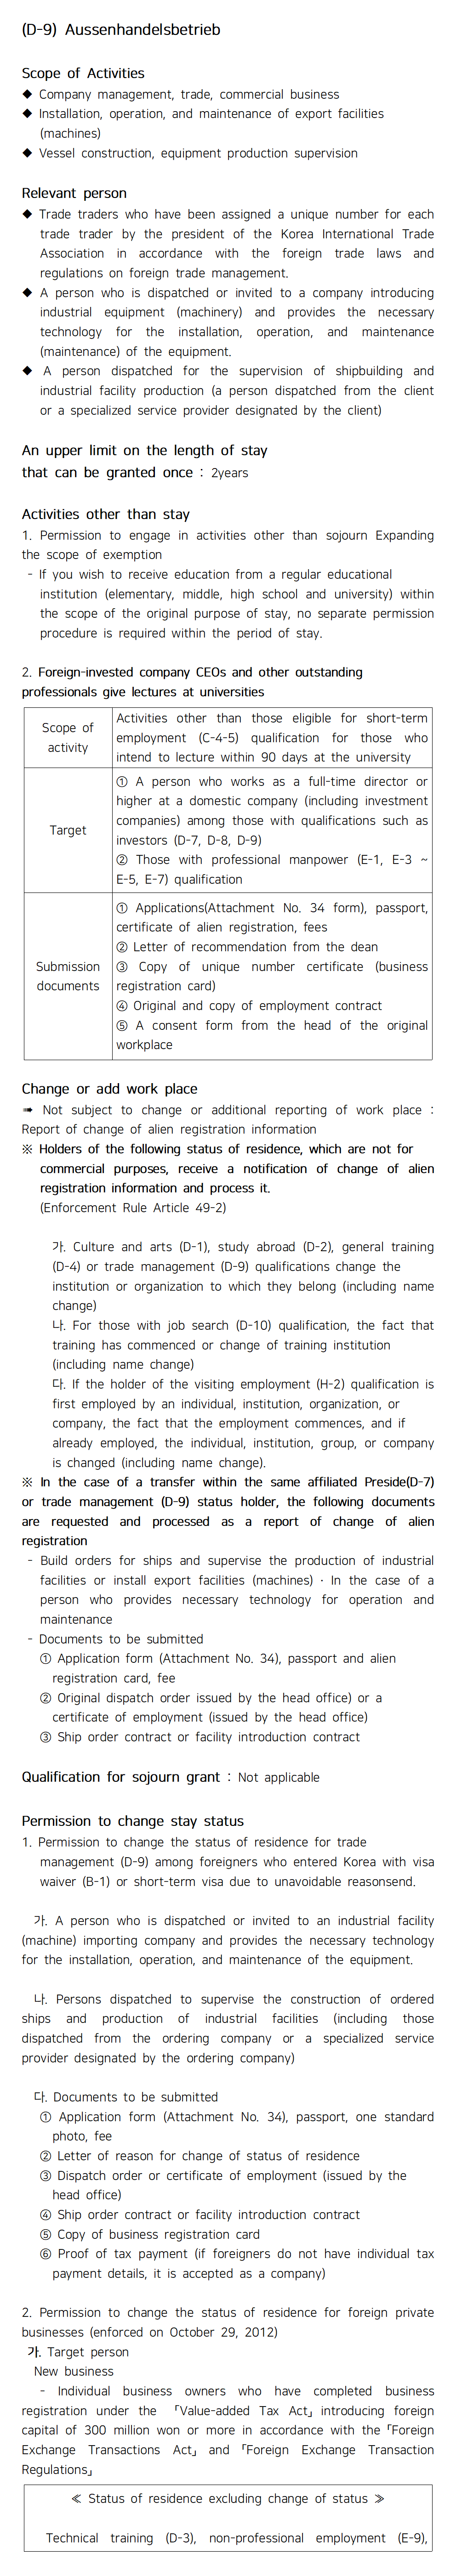 (D-9) Aussenhandelsbetrieb
Scope of Activities
◆ Company management, trade, commercial business
◆ Installation, operation, and maintenance of export facilities
(machines)
◆ Vessel construction, equipment production supervision
Relevant person
◆ Trade traders who have been assigned a unique number for each
trade trader by the president of the Korea International Trade
Association in accordance with the foreign trade laws and
regulations on foreign trade management.
◆ A person who is dispatched or invited to a company introducing
industrial equipment (machinery) and provides the necessary
technology for the installation, operation, and maintenance
(maintenance) of the equipment.
◆ A person dispatched for the supervision of shipbuilding and
industrial facility production (a person dispatched from the client
or a specialized service provider designated by the client)
An upper limit on the length of stay
that can be granted once : 2years
Activities other than stay
1. Permission to engage in activities other than sojourn Expanding
the scope of exemption
- If you wish to receive education from a regular educational
institution (elementary, middle, high school and university) within
the scope of the original purpose of stay, no separate permission
procedure is required within the period of stay.
2. Foreign-invested company CEOs and other outstanding
professionals give lectures at universities
Scope of
activity
Activities other than those eligible for short-term
employment (C-4-5) qualification for those who
intend to lecture within 90 days at the university
Target
① A person who works as a full-time director or
higher at a domestic company (including investment
companies) among those with qualifications such as
investors (D-7, D-8, D-9)
② Those with professional manpower (E-1, E-3 ~
E-5, E-7) qualification
Submission
documents
① Applications(Attachment No. 34 form), passport,
certificate of alien registration, fees
② Letter of recommendation from the dean
③ Copy of unique number certificate (business
registration card)
④ Original and copy of employment contract
⑤ A consent form from the head of the original
workplace
Change or add work place
➠ Not subject to change or additional reporting of work place :
Report of change of alien registration information
※ Holders of the following status of residence, which are not for
commercial purposes, receive a notification of change of alien
registration information and process it.
(Enforcement Rule Article 49-2)
가. Culture and arts (D-1), study abroad (D-2), general training
(D-4) or trade management (D-9) qualifications change the
institution or organization to which they belong (including name
change)
나. For those with job search (D-10) qualification, the fact that
training has commenced or change of training institution
(including name change)
다. If the holder of the visiting employment (H-2) qualification is
first employed by an individual, institution, organization, or
company, the fact that the employment commences, and if
already employed, the individual, institution, group, or company
is changed (including name change).
※ In the case of a transfer within the same affiliated Preside(D-7)
or trade management (D-9) status holder, the following documents
are requested and processed as a report of change of alien
registration
- Build orders for ships and supervise the production of industrial
facilities or install export facilities (machines) · In the case of a
person who provides necessary technology for operation and
maintenance
- Documents to be submitted
① Application form (Attachment No. 34), passport and alien
registration card, fee
② Original dispatch order issued by the head office) or a
certificate of employment (issued by the head office)
③ Ship order contract or facility introduction contract
Qualification for sojourn grant : Not applicable
Permission to change stay status
1. Permission to change the status of residence for trade
management (D-9) among foreigners who entered Korea with visa
waiver (B-1) or short-term visa due to unavoidable reasonsend.
가. A person who is dispatched or invited to an industrial facility
(machine) importing company and provides the necessary technology
for the installation, operation, and maintenance of the equipment.
나. Persons dispatched to supervise the construction of ordered
ships and production of industrial facilities (including those
dispatched from the ordering company or a specialized service
provider designated by the ordering company)
다. Documents to be submitted
① Application form (Attachment No. 34), passport, one standard
photo, fee
② Letter of reason for change of status of residence
③ Dispatch order or certificate of employment (issued by the
head office)
④ Ship order contract or facility introduction contract
⑤ Copy of business registration card
⑥ Proof of tax payment (if foreigners do not have individual tax
payment details, it is accepted as a company)
2. Permission to change the status of residence for foreign private
businesses (enforced on October 29, 2012)
가. Target person
New business
- Individual business owners who have completed business
registration under the 「Value-added Tax Act」 introducing foreign
capital of 300 million won or more in accordance with the 「Foreign
Exchange Transactions Act」 and 「Foreign Exchange Transaction
Regulations」
≪ Status of residence excluding change of status ≫
Technical training (D-3), non-professional employment (E-9),